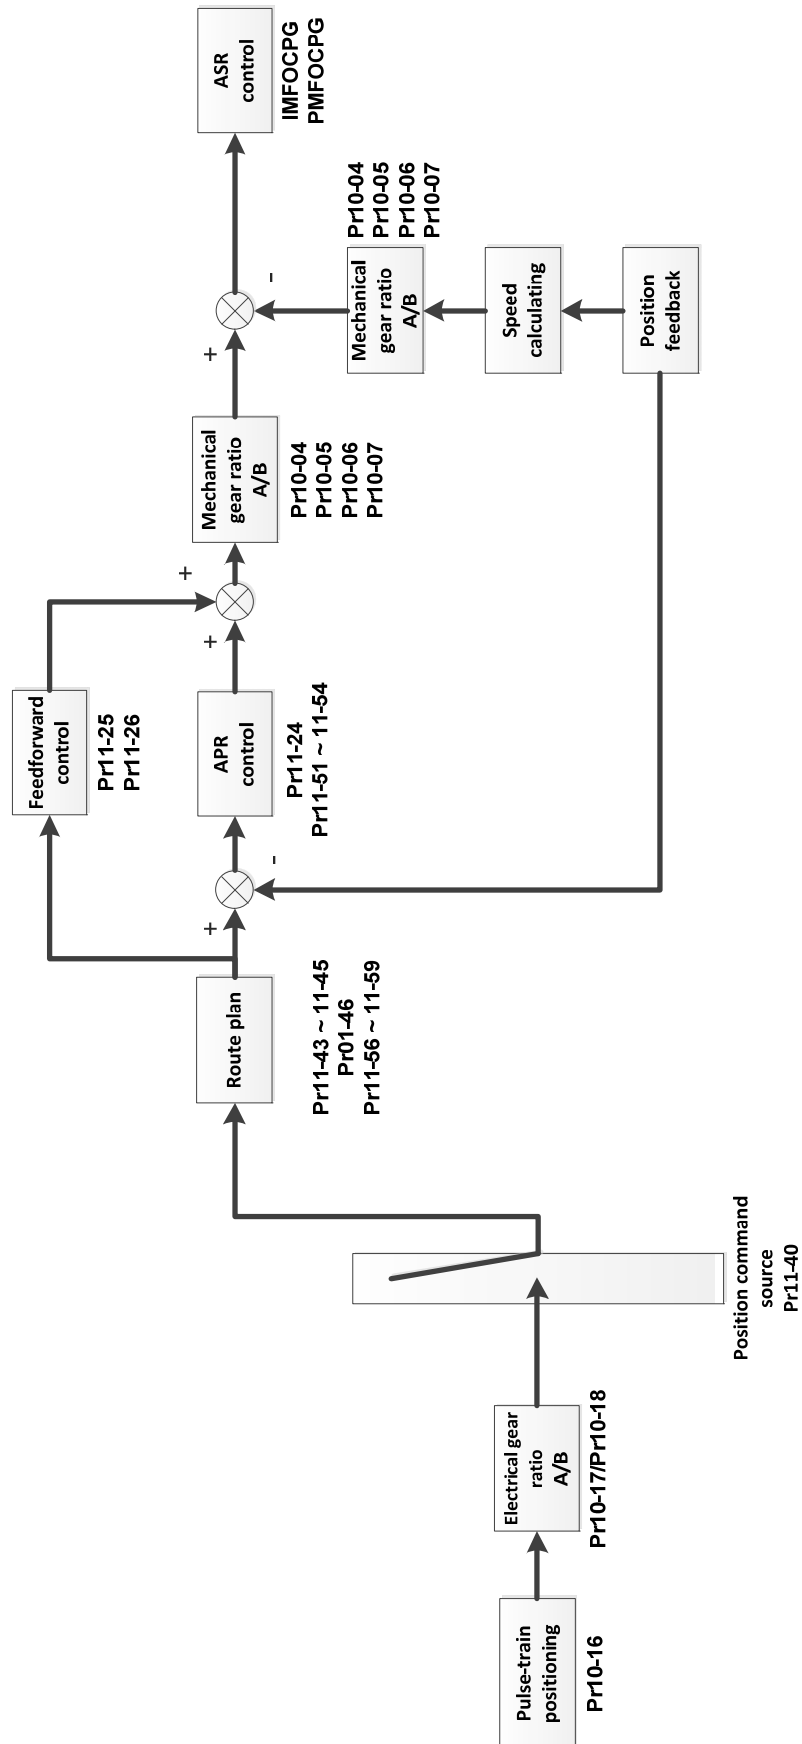 Pulse-train
positioning
Pr10-16
Electrical gear
ratio
A/B
Pr10-17/Pr10-18
Position command
source
Pr11-40
Route plan
Pr11-43 ~ 11-45
Pr01-46
Pr11-56 ~ 11-59
+
-
Feedforward
control
Pr11-25
Pr11-26
APR
control
Pr11-24
Pr11-51 ~ 11-54
+
+
Mechanical
gear ratio
A/B
Pr10-04
Pr10-05
Pr10-06
Pr10-07
+
-
Mechanical
gear ratio
A/B
Pr10-04
Pr10-05
Pr10-06
Pr10-07
Speed
calculating
Position
feedback
ASR
control
IMFOCPG
PMFOCPG